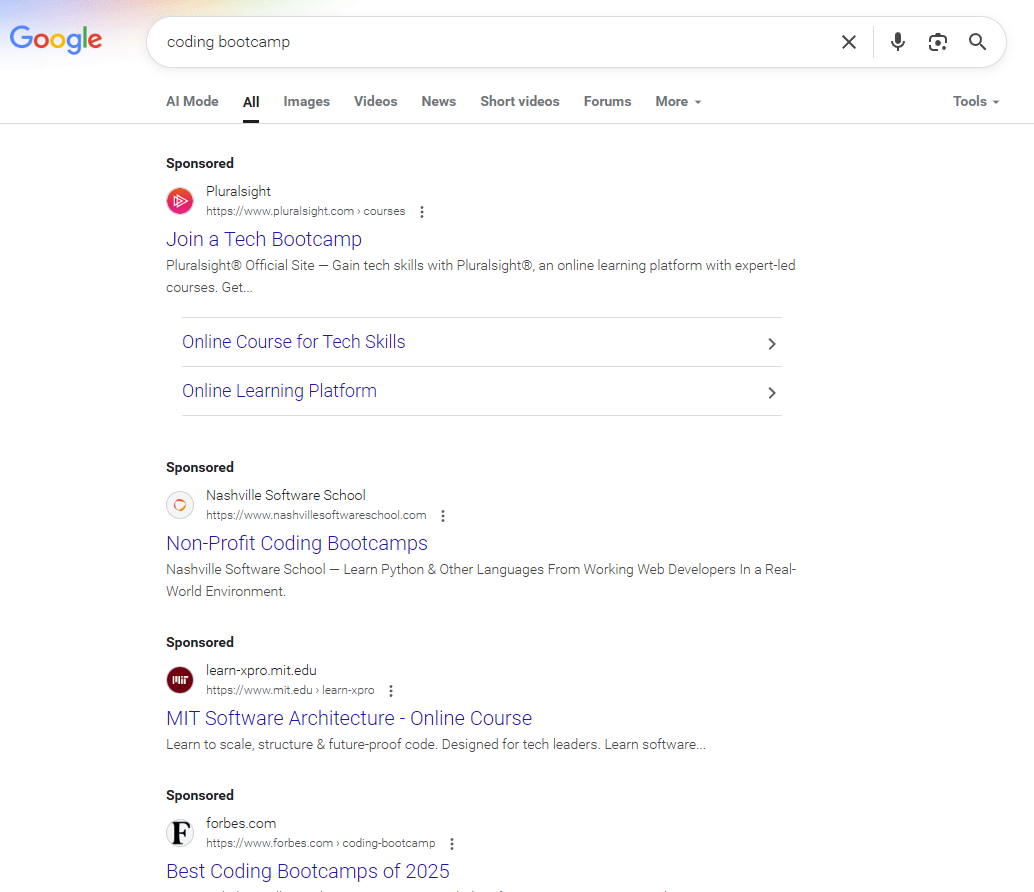 Google
coding bootcamp
AI Mode All Images Videos News Short videos Forums More Tools
Sponsored
Pluralsight
https://www.pluralsight.com › courses
Join a Tech Bootcamp
Pluralsight® Official Site — Gain tech skills with Pluralsight®, an online learning platform with expert-led
courses. Get...
Online Course for Tech Skills
Online Learning Platform
Sponsored
Nashville Software School
https://www.nashvillesoftwareschool.com
Non-Profit Coding Bootcamps
Nashville Software School — Learn Python & Other Languages From Working Web Developers In a Real-
World Environment.
Sponsored
MIT
learn-xpro.mit.edu
https://www.mit.edu › learn-xpro
MIT Software Architecture - Online Course
Learn to scale, structure & future-proof code. Designed for tech leaders. Learn software...
Sponsored
F
forbes.com
https://www.forbes.com › coding-bootcamp
Best Coding Bootcamps of 2025